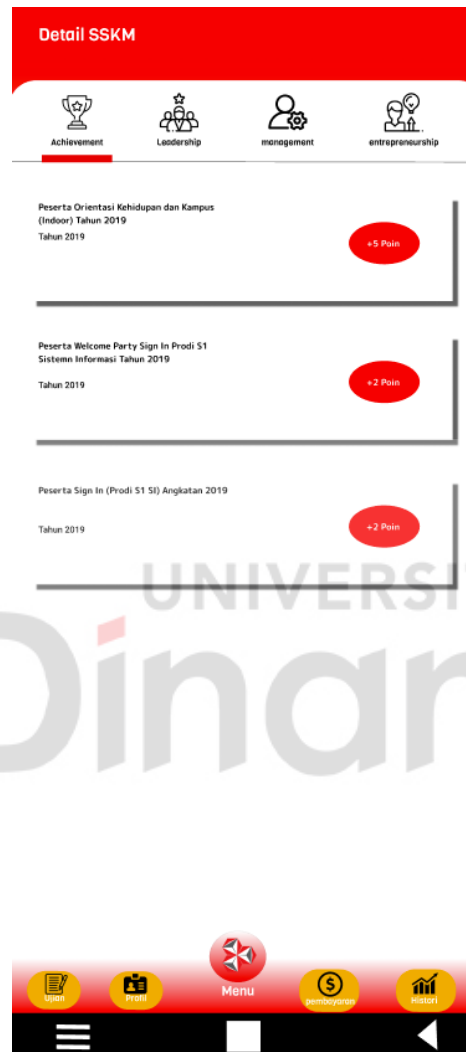 Detail SSKM
Achievement
Leadership
management
entrepreneurship
Peserta Orientasi Kehidupan dan Kampus
(Indoor) Tahun 2019
Tahun 2019
+5 Poin
Peserta Welcome Party Sign In Prodi S1
Sistemn Informasi Tahun 2019
Tahun 2019
+2 Poin
Peserta Sign In (Prodi S1 SI) Angkatan 2019
Tahun 2019
+2 Poin
UNIVERSI
Dinar
Ujian
Profil
Menu
pembayaran
Histori